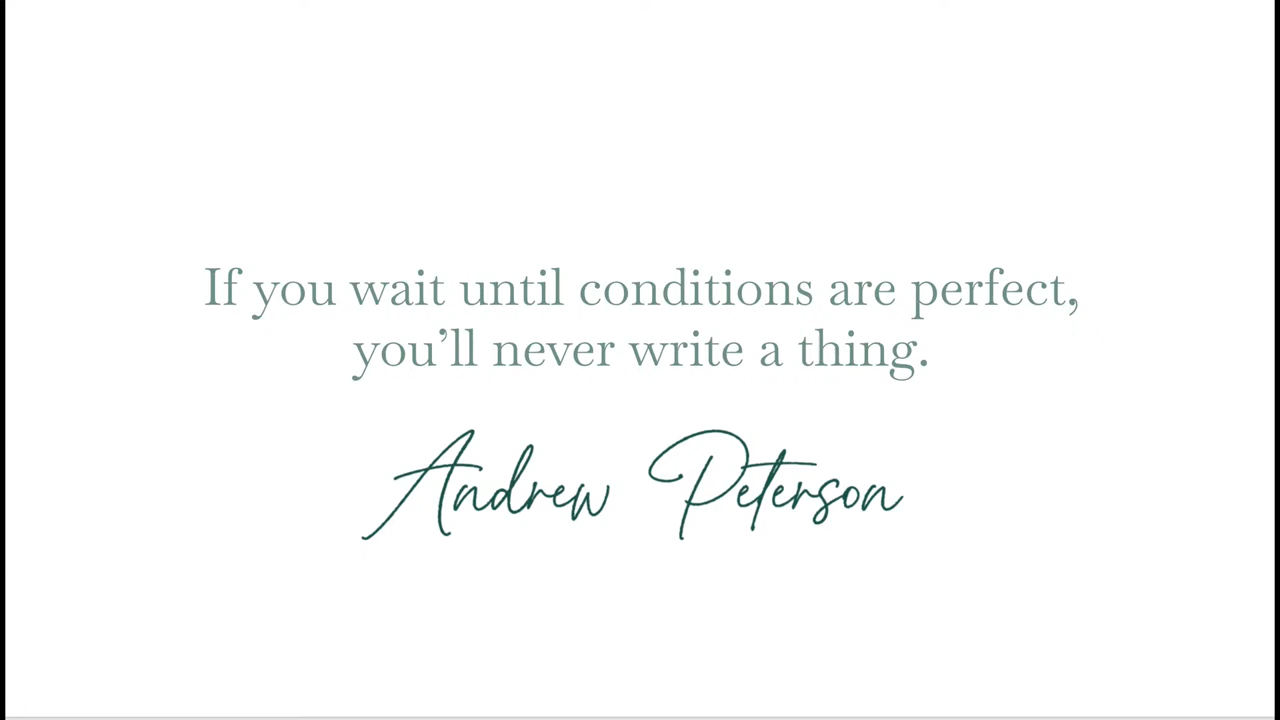 If you wait until conditions are perfect,
you’ll never write a thing.
Andrew Peterson